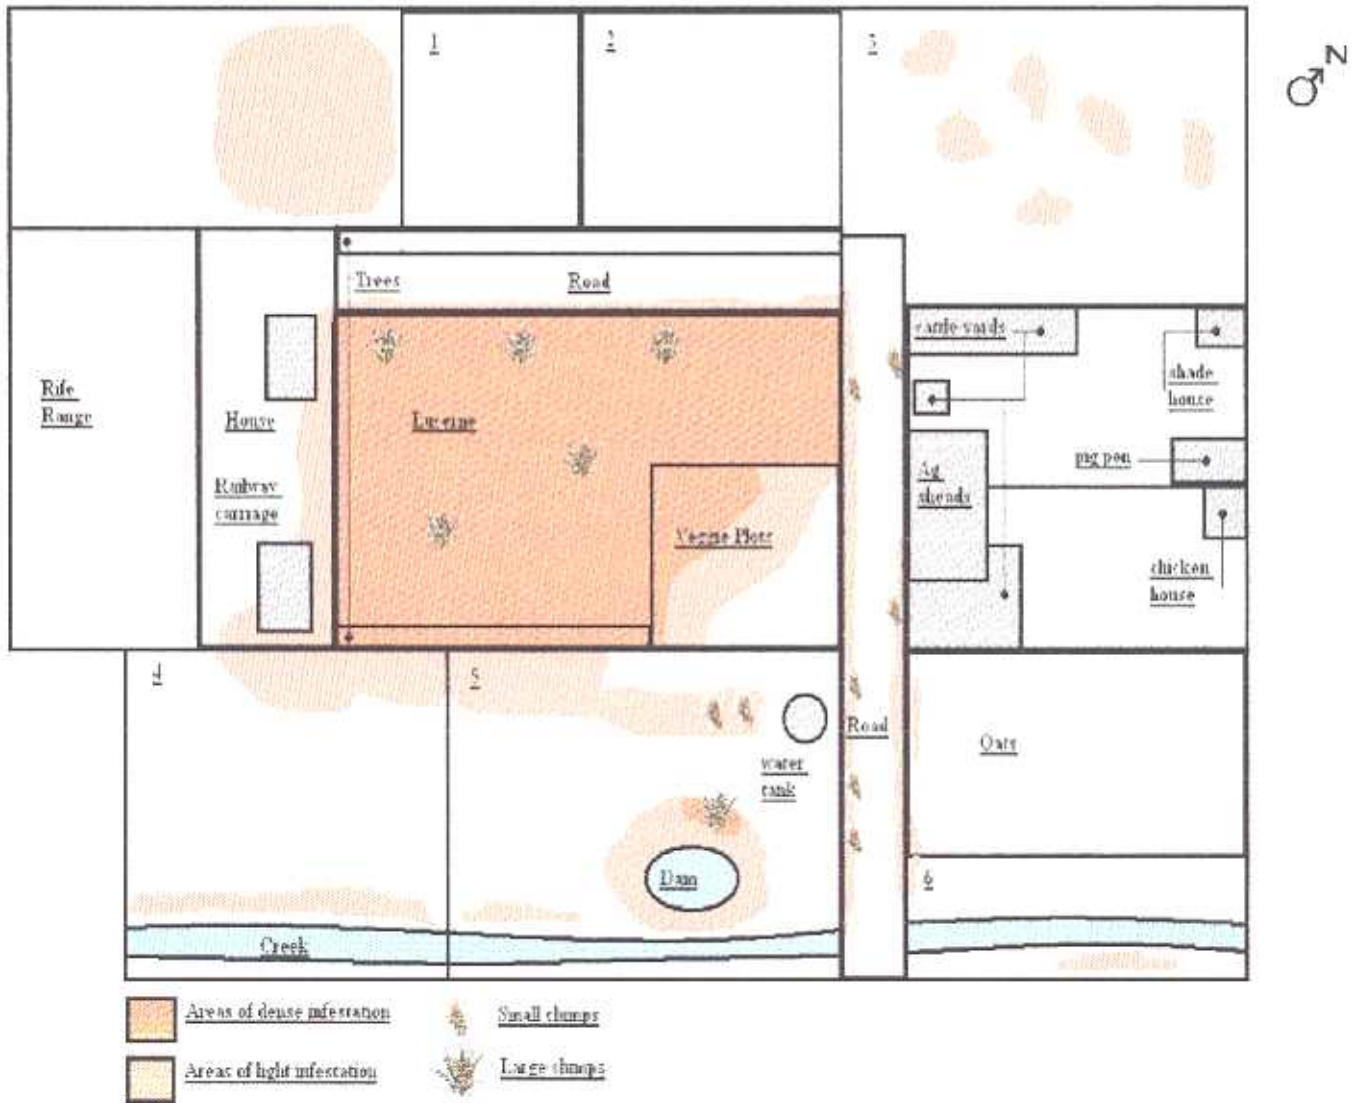 1
2
3
N
Trees
Road
cattle yards
shade
house
Rife
Range
House
Lucerne
Ag
sheads
pig pen
Railway
carriage
Veggie Plots
chicken
house
4
5
Road
Oats
water
tank
Dam
6
Creek
Areas of dense infestation
Small clumps
Areas of light infestation
Large clumps